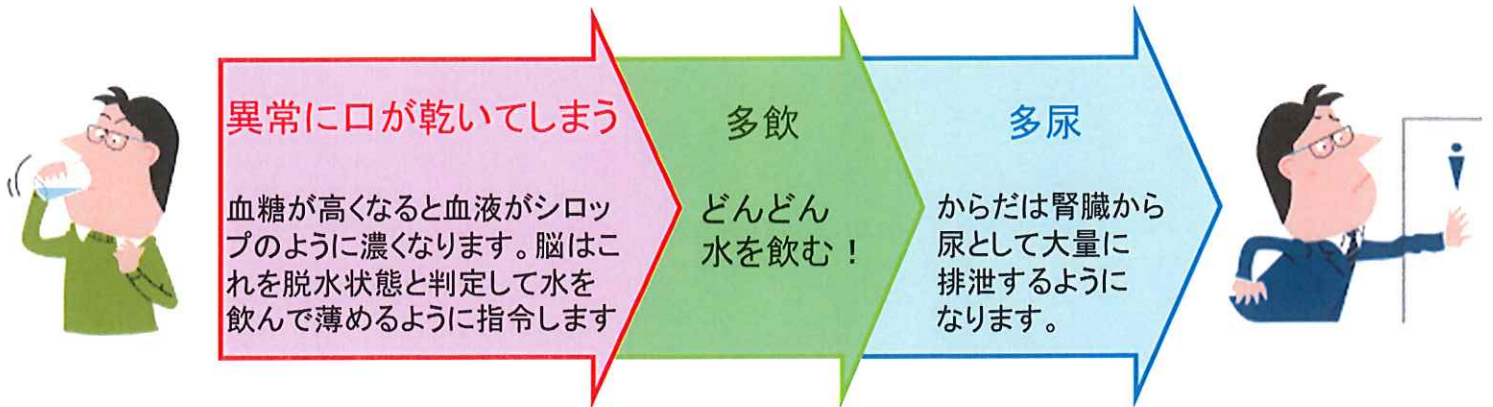 異常に口が乾いてしまう
血糖が高くなると血液がシロッ
プのように濃くなります。脳はこ
れを脱水状態と判定して水を
飲んで薄めるように指令します
多飲
どんどん
水を飲む！
多尿
からだは腎臓から
尿として大量に
排泄するように
なります。